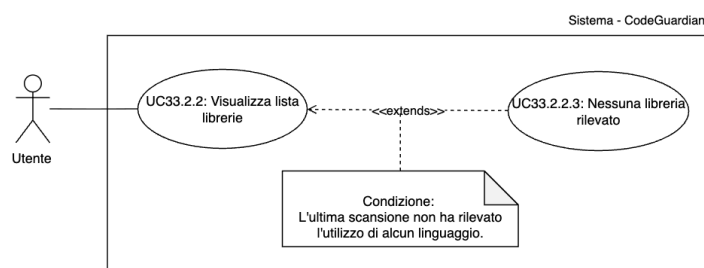 Sistema - CodeGuardian
UC33.2.2: Visualizza lista
librerie
<<extends>>
UC33.2.2.3: Nessuna libreria
rilevato
Utente
Condizione:
L'ultima scansione non ha rilevato
l'utilizzo di alcun linguaggio.